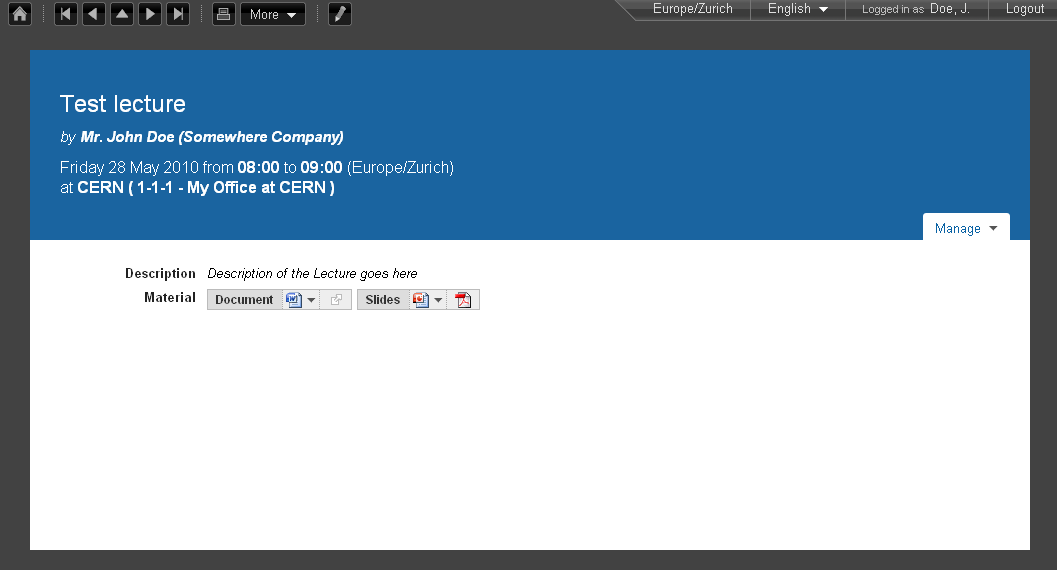 More
Europe/Zurich English Logged in as Doe, J. Logout
Test lecture
by Mr. John Doe (Somewhere Company)
Friday 28 May 2010 from 08:00 to 09:00 (Europe/Zurich)
at CERN ( 1-1-1 - My Office at CERN )
Manage
Description Description of the Lecture goes here
Material Document Slides